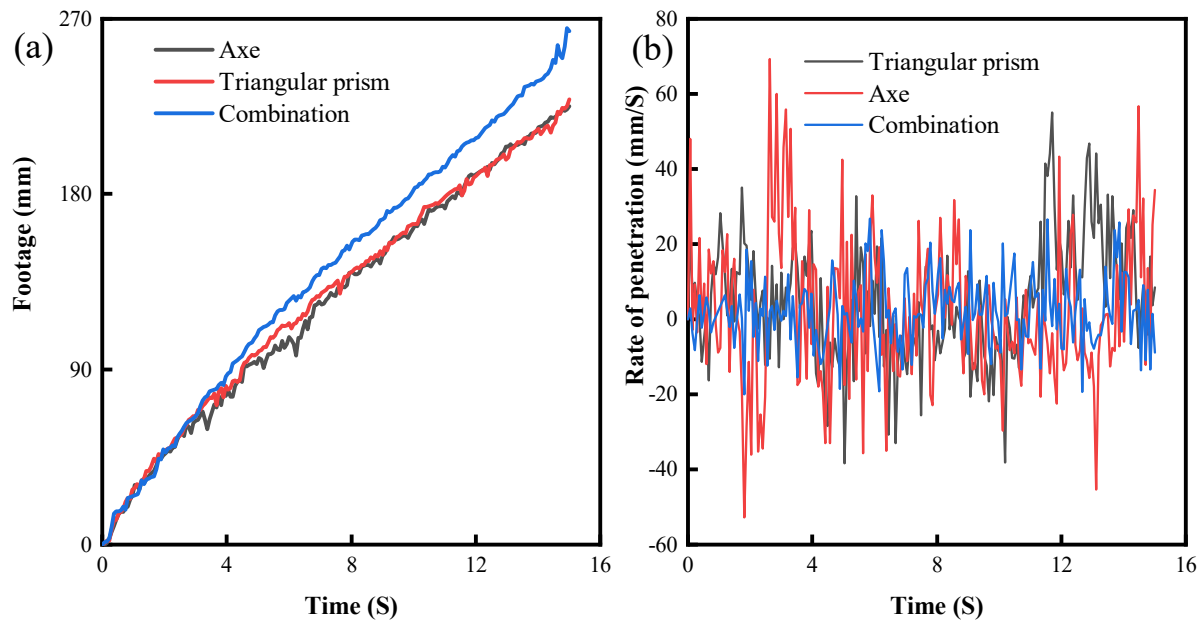 (a)
Axe
Triangular prism
Combination
Footage (mm)
270
180
90
0
0 4 8 12 16
Time (S)
(b)
Triangular prism
Axe
Combination
Rate of penetration (mm/S)
80
60
40
20
0
-20
-40
-60
0 4 8 12 16
Time (S)